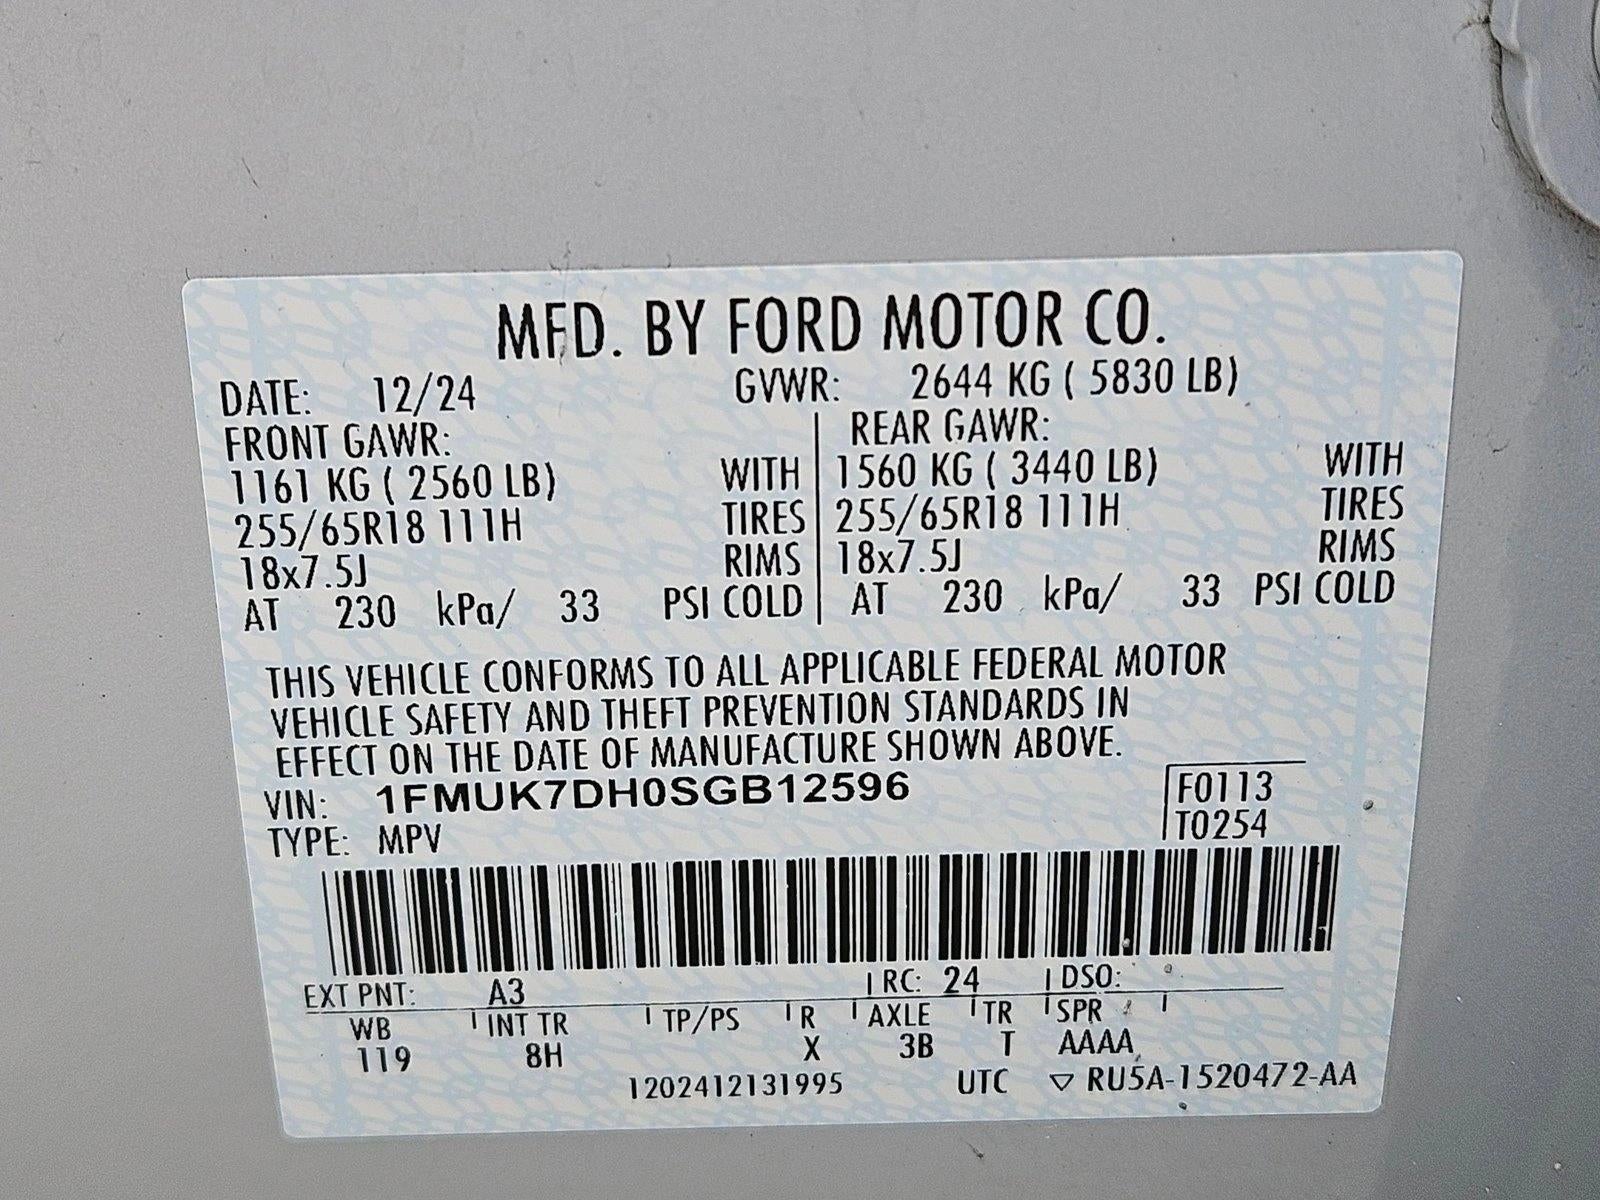 MFD. BY FORD MOTOR CO.
DATE: 12/24 GVWR: 2644 KG ( 5830 LB)
FRONT GAWR: REAR GAWR:
1161 KG ( 2560 LB) WITH 1560 KG ( 3440 LB) WITH
255/65R18 111H TIRES 255/65R18 111H TIRES
18x7.5J RIMS 18x7.5J RIMS
AT 230 kPa/ 33 PSI COLD AT 230 kPa/ 33 PSI COLD
THIS VEHICLE CONFORMS TO ALL APPLICABLE FEDERAL MOTOR
VEHICLE SAFETY AND THEFT PREVENTION STANDARDS IN
EFFECT ON THE DATE OF MANUFACTURE SHOWN ABOVE.
VIN: 1FMUK7DH0SGB12596 F0113
TYPE: MPV T0254
EXT PNT: A3 RC: 24 DSO:
WB INT TR TP/PS R AXLE TR SPR
119 8H X 3B T AAAA
1202412131995 UTC ▽ RU5A-1520472-AA